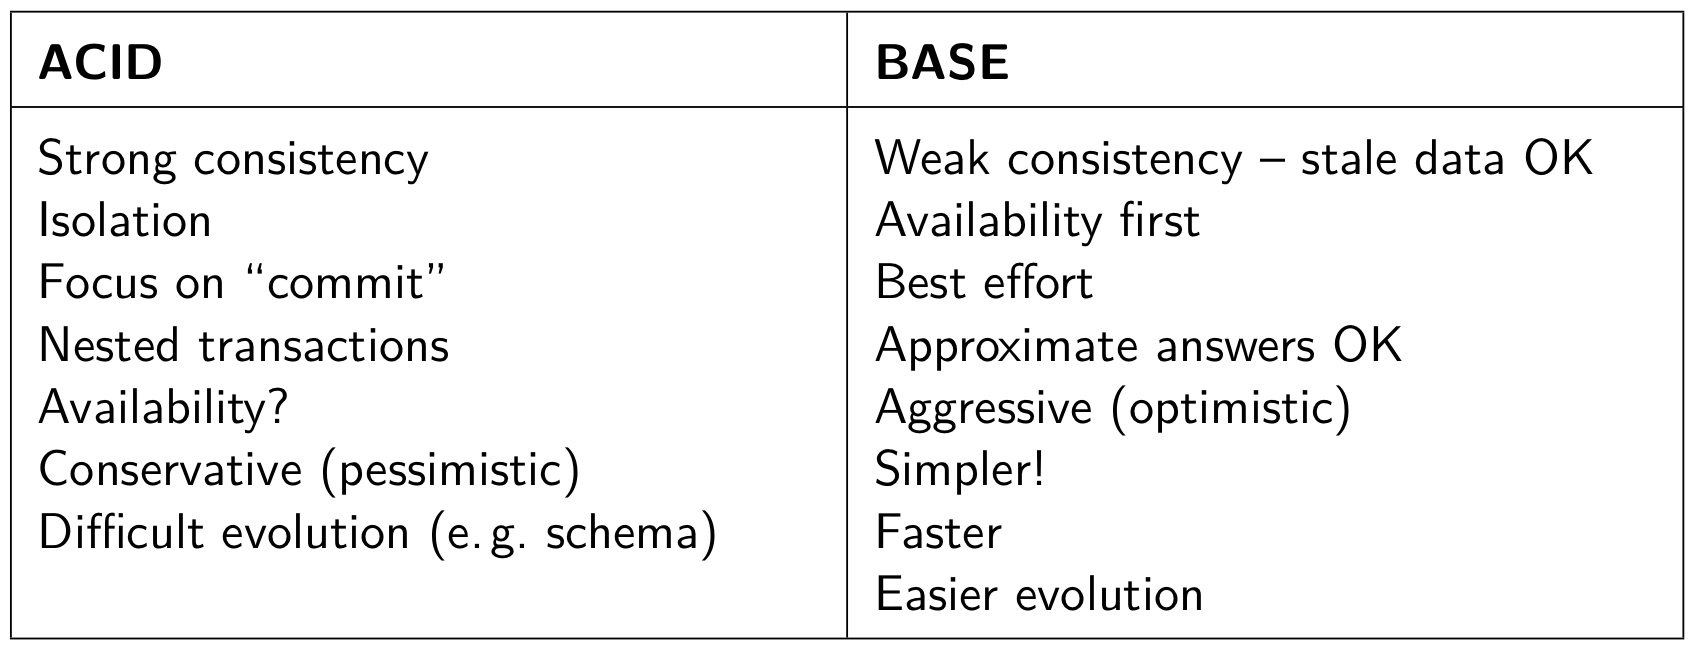 ACID
BASE
Strong consistency
Isolation
Focus on “commit”
Nested transactions
Availability?
Conservative (pessimistic)
Difficult evolution (e. g. schema)
Weak consistency – stale data OK
Availability first
Best effort
Approximate answers OK
Aggressive (optimistic)
Simpler!
Faster
Easier evolution